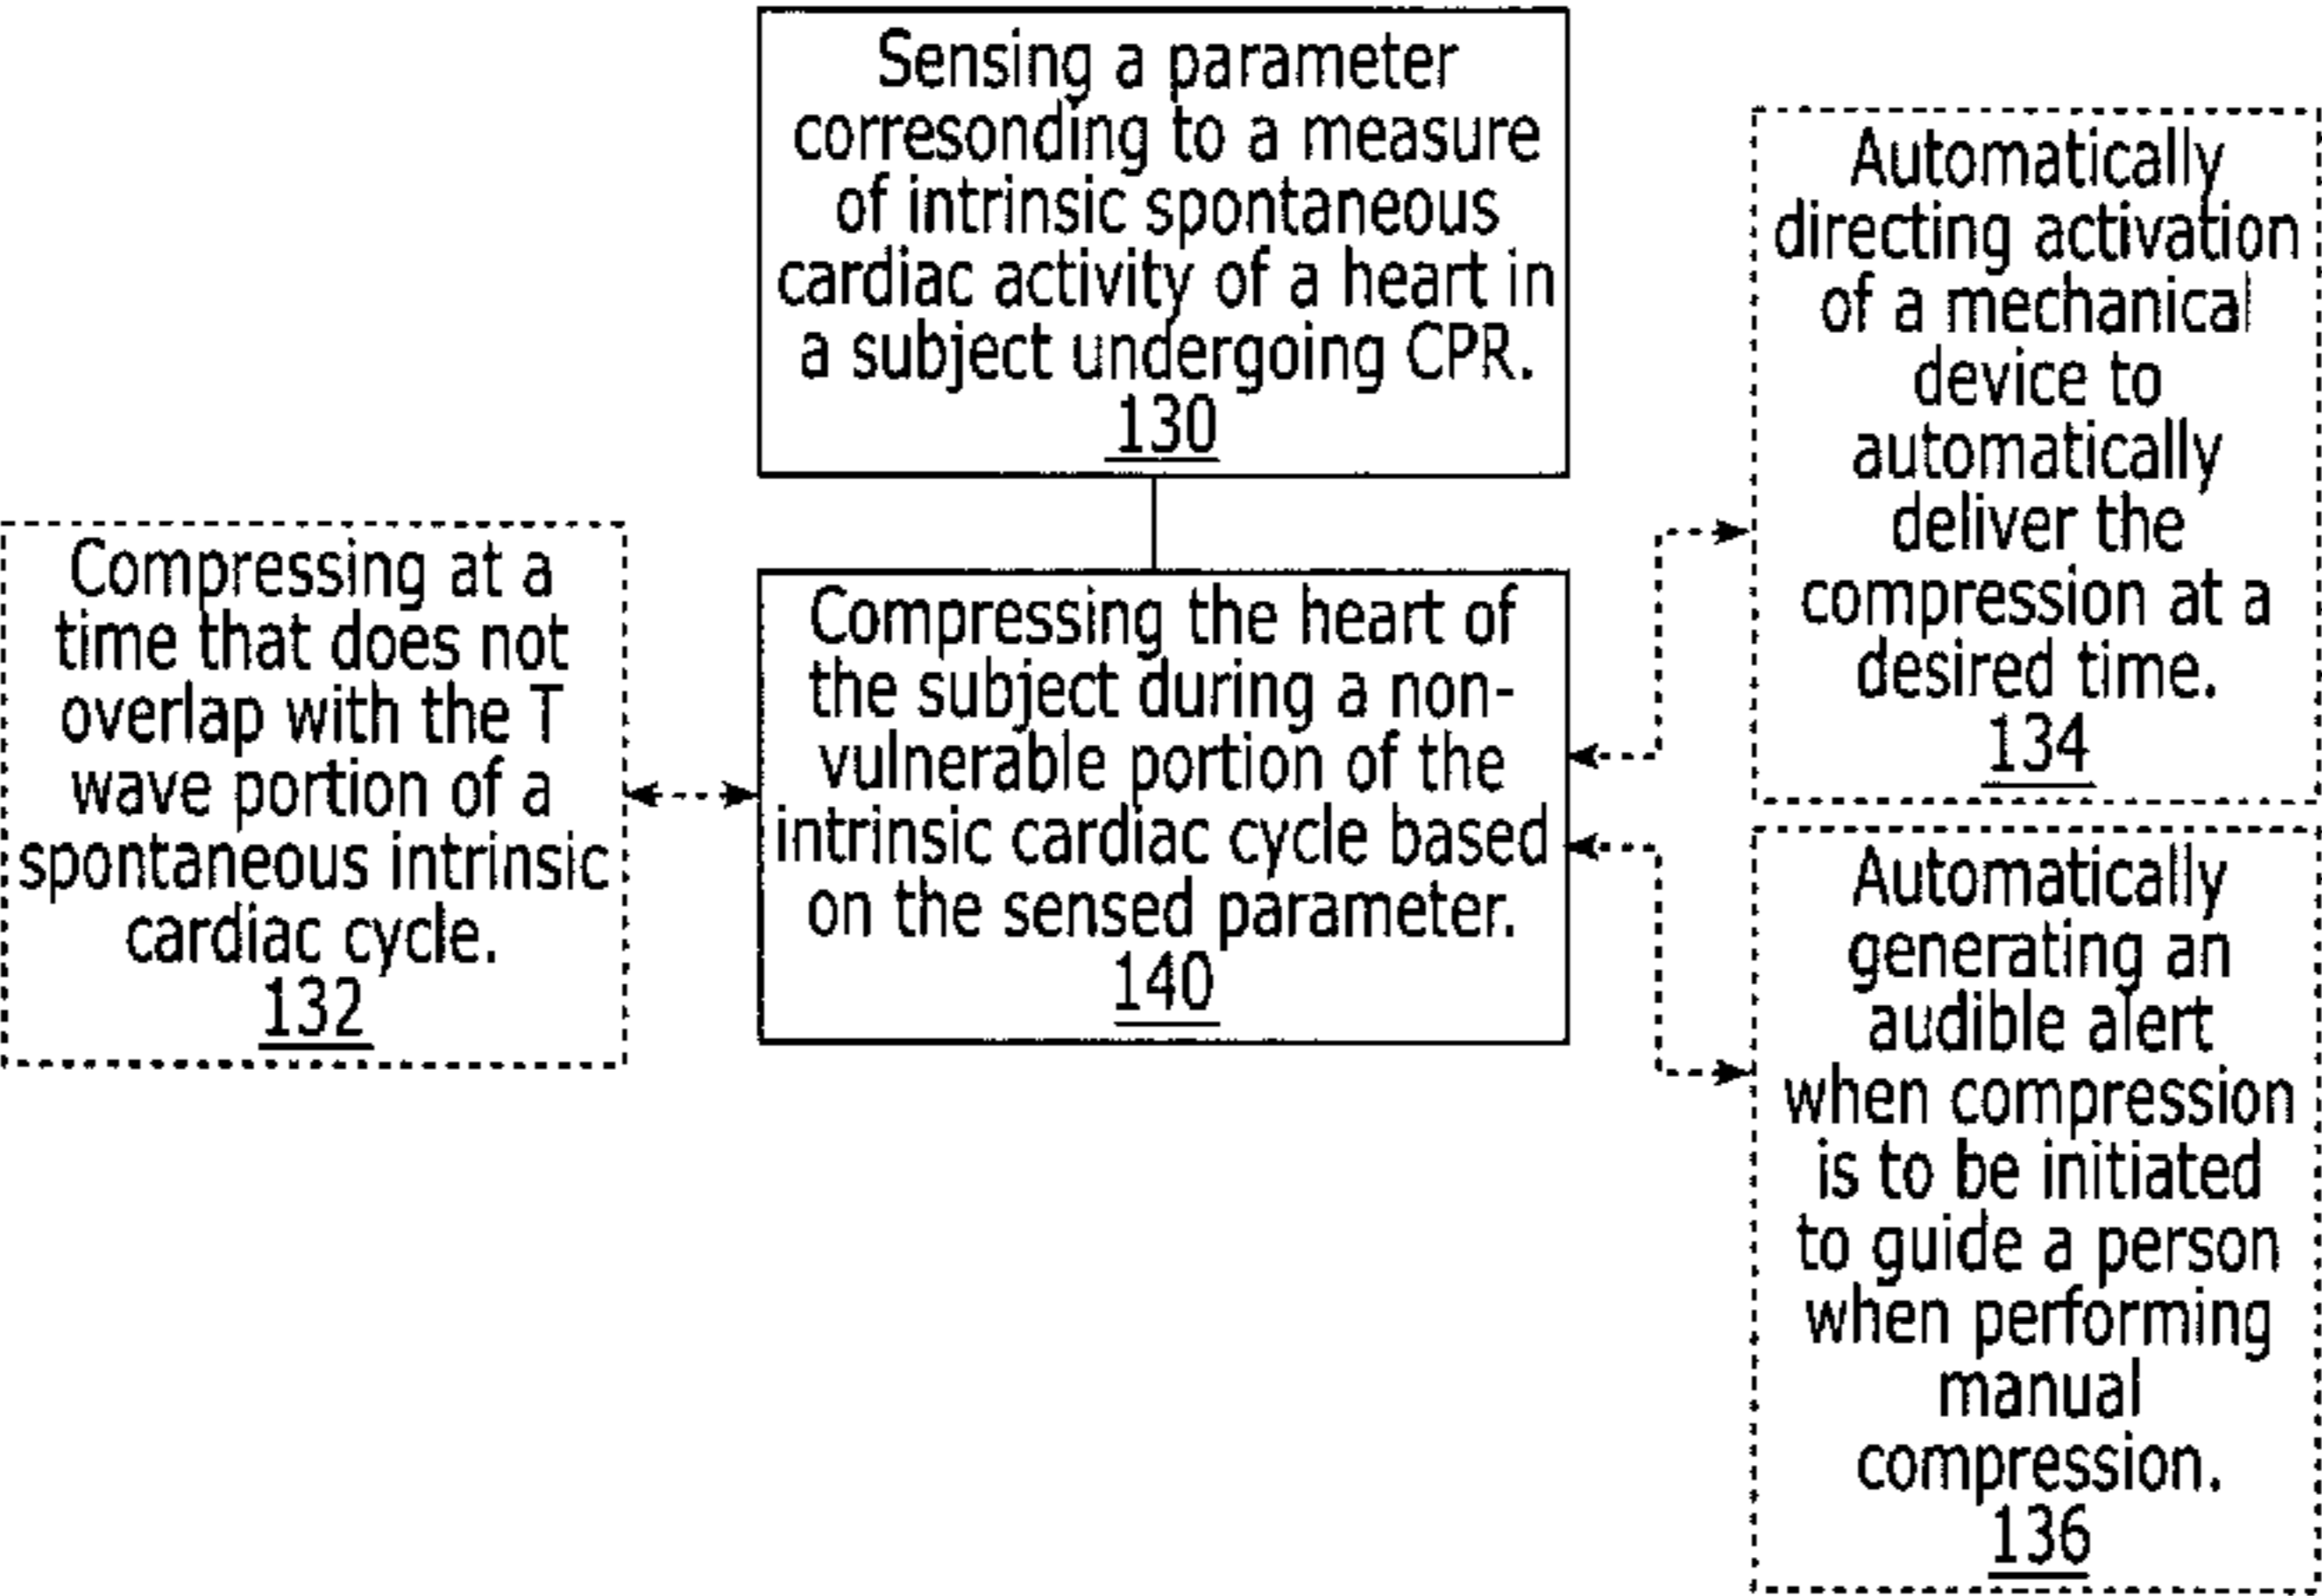 Sensing a parameter
corresonding to a measure
of intrinsic spontaneous
cardiac activity of a heart in
a subject undergoing CPR.
130
Compressing at a
time that does not
overlap with the T
wave portion of a
spontaneous intrinsic
cardiac cycle.
132
Compressing the heart of
the subject during a non-
vulnerable portion of the
intrinsic cardiac cycle based
on the sensed parameter.
140
Automatically
directing activation
of a mechanical
device to
automatically
deliver the
compression at a
desired time.
134
Automatically
generating an
audible alert
when compression
is to be initiated
to guide a person
when performing
manual
compression.
136